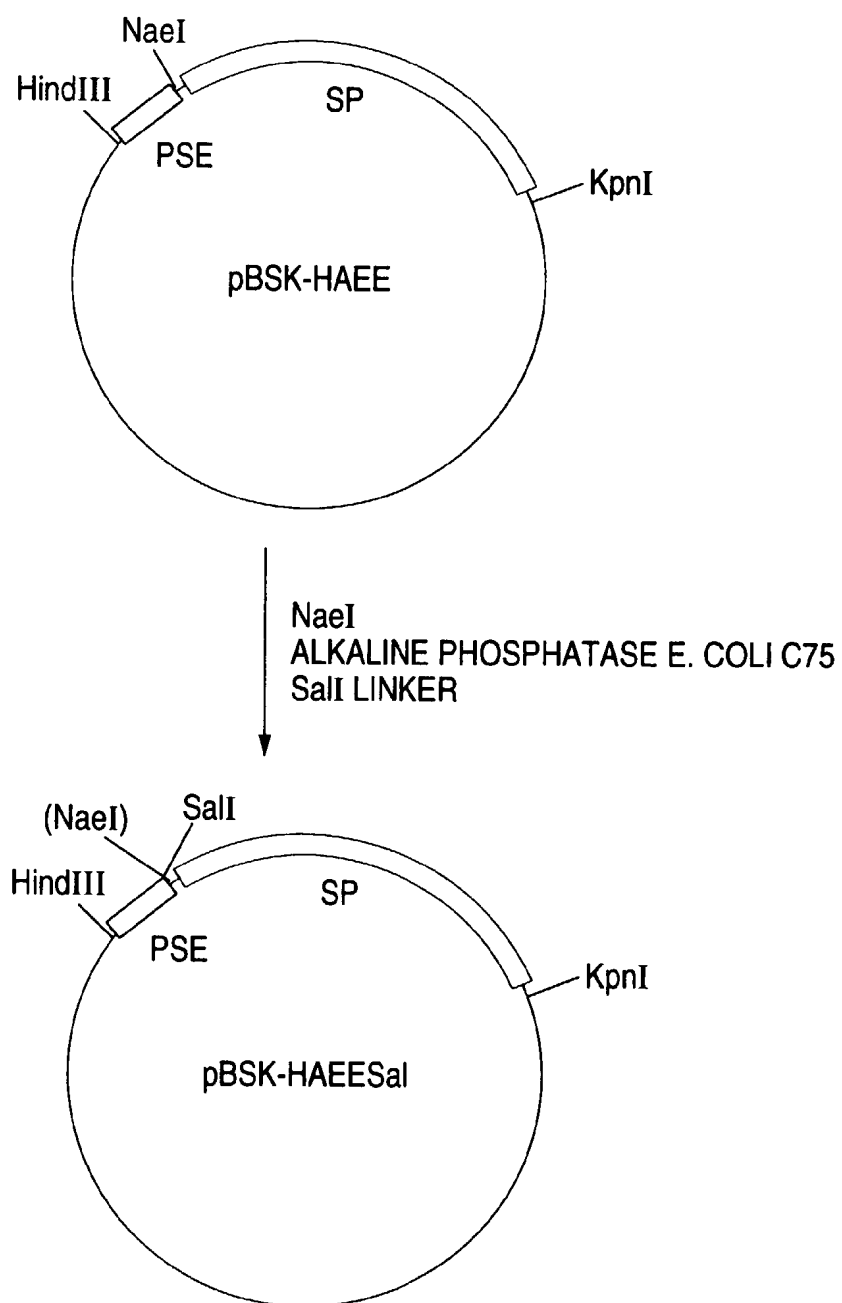 NaeI
HindIII
SP
PSE
KpnI
pBSK-HAEE
NaeI
ALKALINE PHOSPHATASE E. COLI C75
SalI LINKER
(NaeI)
SalI
HindIII
SP
PSE
KpnI
pBSK-HAEESal